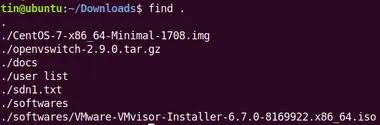 tin@ubuntu:~/Downloads$ find .
.
./CentOS-7-x86_64-Minimal-1708.img
./openvswitch-2.9.0.tar.gz
./docs
./user list
./sdn1.txt
./softwares
./softwares/VMware-VMvisor-Installer-6.7.0-8169922.x86_64.iso